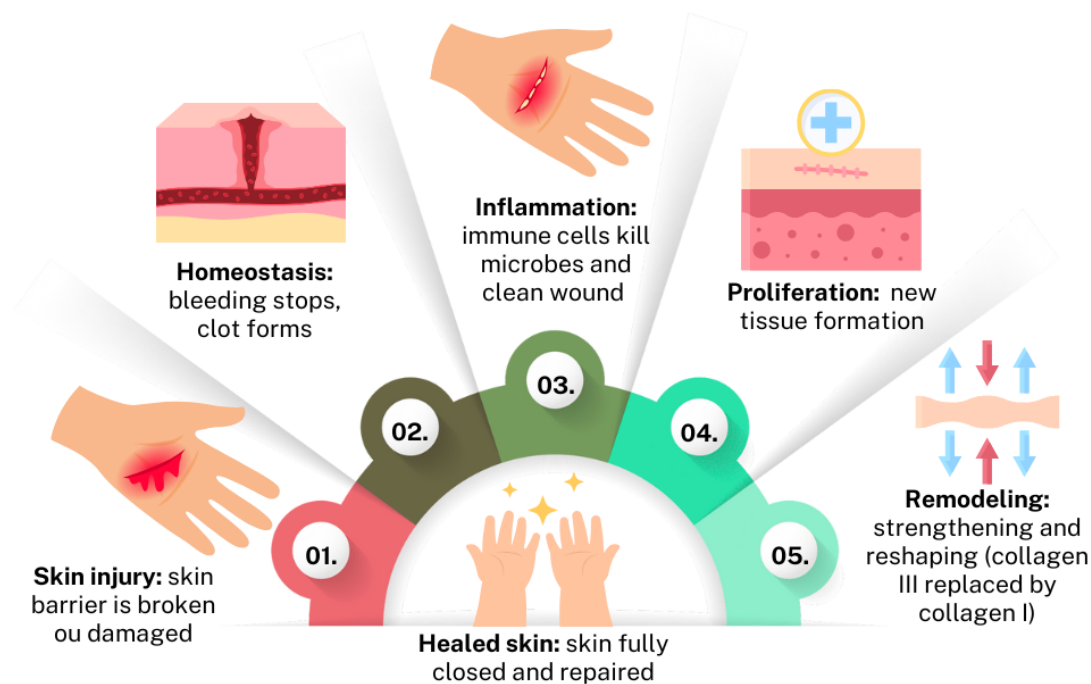 01.
Skin injury: skin
barrier is broken
ou damaged
02.
Homeostasis:
bleeding stops,
clot forms
03.
Inflammation:
immune cells kill
microbes and
clean wound
04.
Proliferation: new
tissue formation
05.
Remodeling:
strengthening and
reshaping (collagen
III replaced by
collagen I)
Healed skin: skin fully
closed and repaired